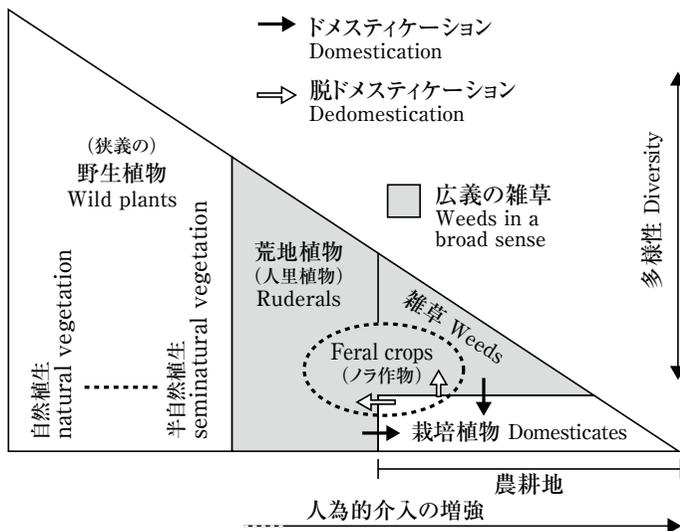 ドメスティケーション
Domestication
脱ドメスティケーション
Dedomestication
(狭義の)
野生植物
Wild plants
広義の雑草
Weeds in a
broad sense
多様性 Diversity
荒地植物
(人里植物)
Ruderals
雑草 Weeds
自然植生
natural vegetation
半自然植生
seminatural vegetation
Feral crops
(ノラ作物)
栽培植物 Domesticates
農耕地
人為的介入の増強